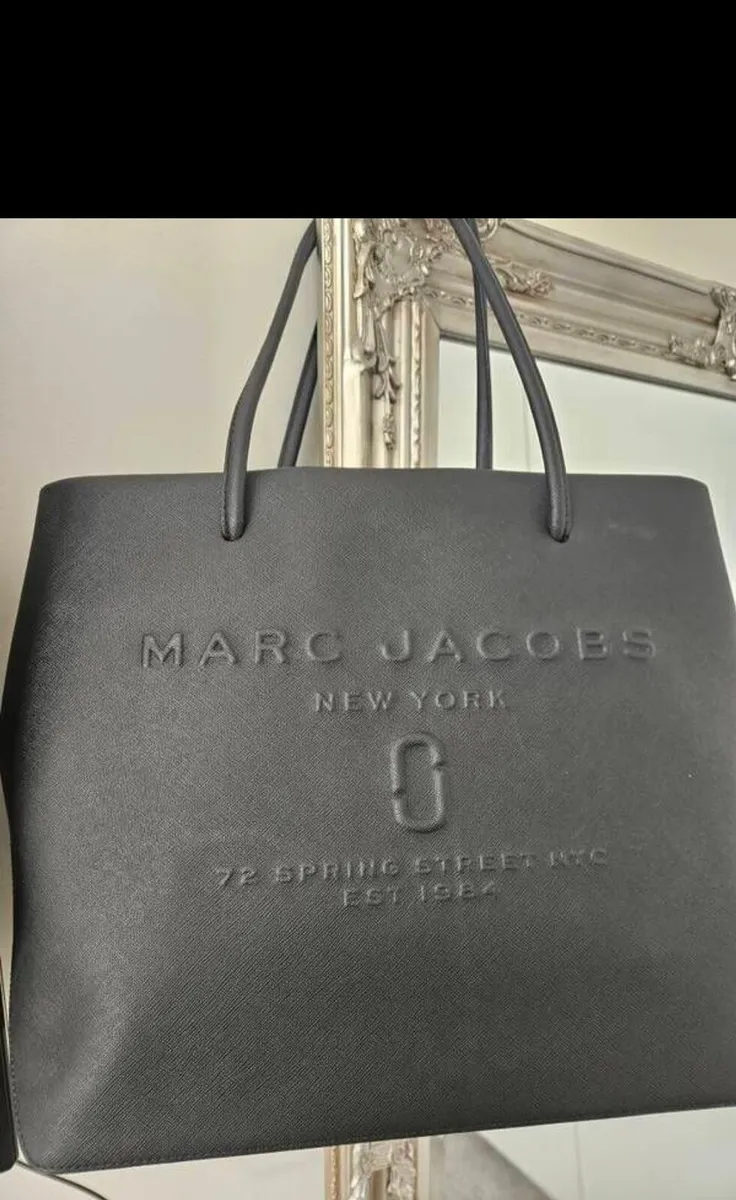 MARC JACOBS
NEW YORK
72 SPRING STREET NYC
EST 1984